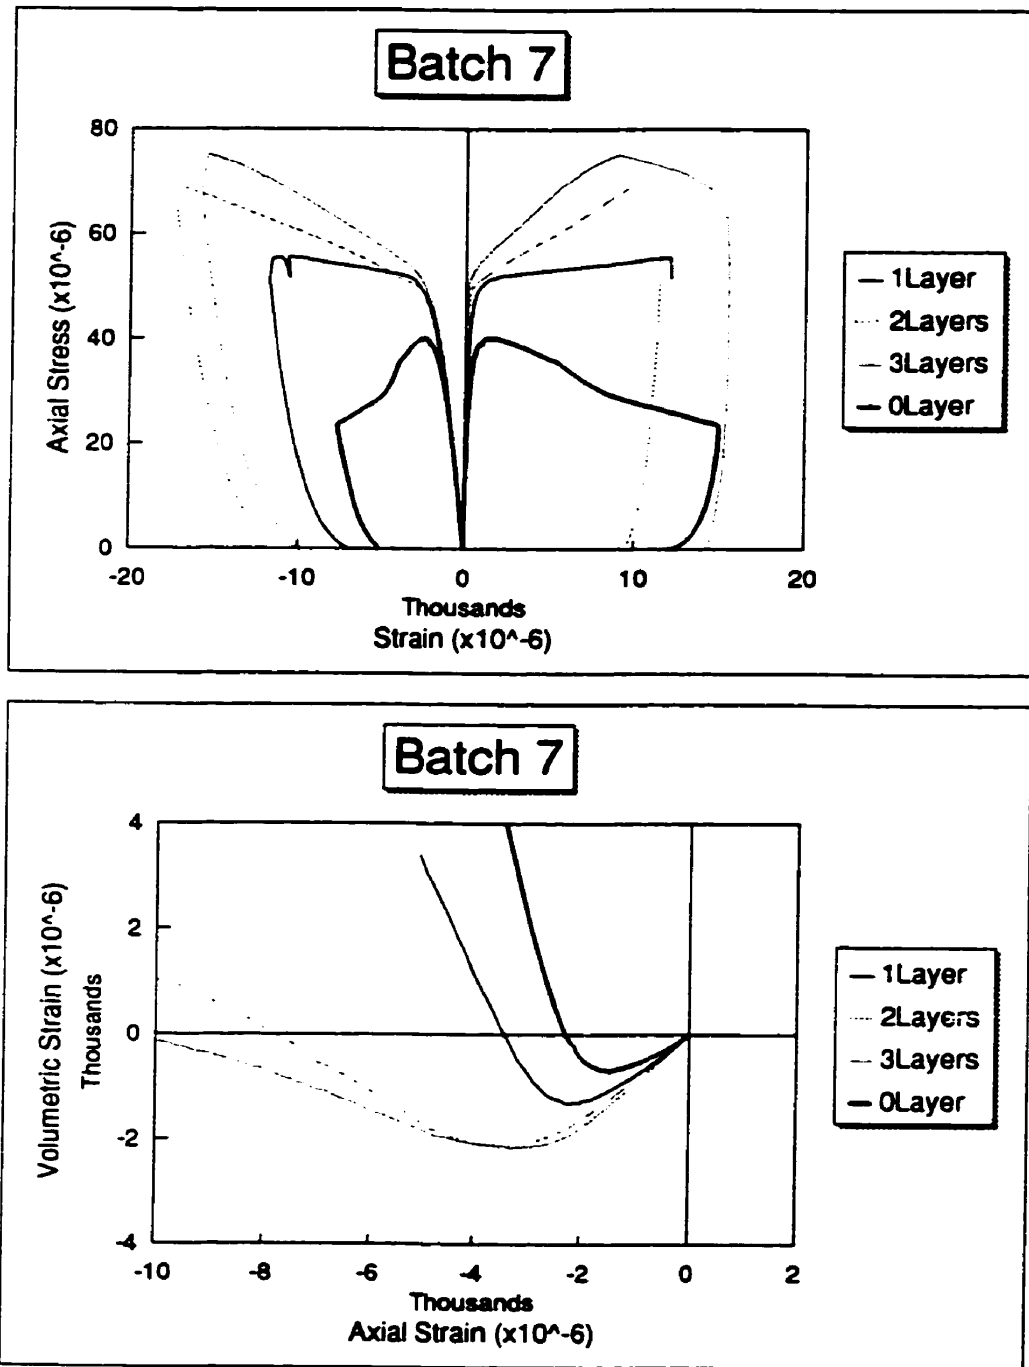 Batch 7
80
60
40
20
0
Axial Stress (x10^-6)
-20 -10 0 10 20
Thousands
Strain (x10^-6)
1Layer
2Layers
3Layers
0Layer
Batch 7
4
2
0
-2
-4
Volumetric Strain (x10^-6)
Thousands
-10 -8 -6 -4 -2 0 2
Thousands
Axial Strain (x10^-6)
1Layer
2Layers
3Layers
0Layer